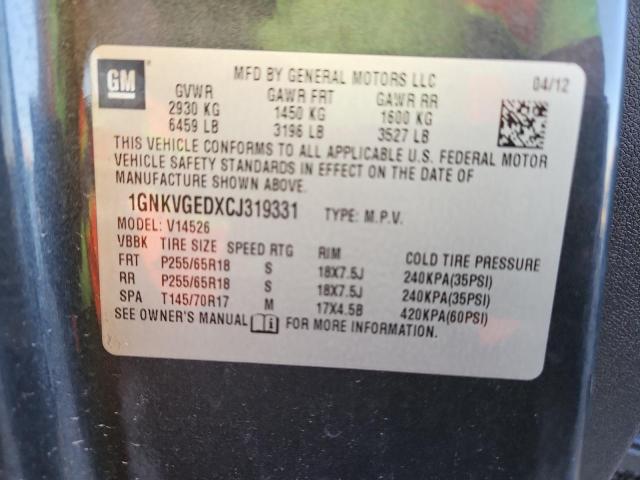 GM
MFD BY GENERAL MOTORS LLC
04/12
GVWR GAWR FRT GAWR RR
2930 KG 1450 KG 1600 KG
6459 LB 3196 LB 3527 LB
THIS VEHICLE CONFORMS TO ALL APPLICABLE U.S. FEDERAL MOTOR
VEHICLE SAFETY STANDARDS IN EFFECT ON THE DATE OF
MANUFACTURE SHOWN ABOVE.
1GNKVGEDXCJ319331 TYPE: M.P.V.
MODEL: V14526
VBBK TIRE SIZE SPEED RTG RIM COLD TIRE PRESSURE
FRT P255/65R18 S 18X7.5J 240KPA(35PSI)
RR P255/65R18 S 18X7.5J 240KPA(35PSI)
SPA T145/70R17 M 17X4.5B 420KPA(60PSI)
SEE OWNER'S MANUAL FOR MORE INFORMATION.